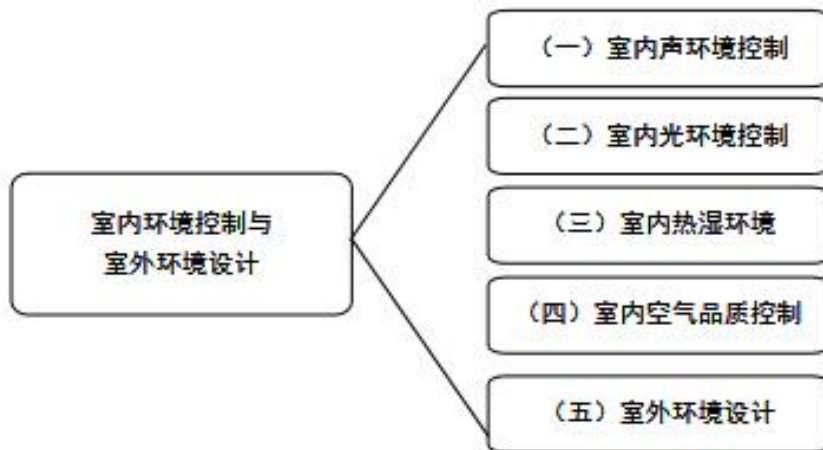 （一）室内声环境控制
（二）室内光环境控制
室内环境控制与
室外环境设计
（三）室内热湿环境
（四）室内空气品质控制
（五）室外环境设计